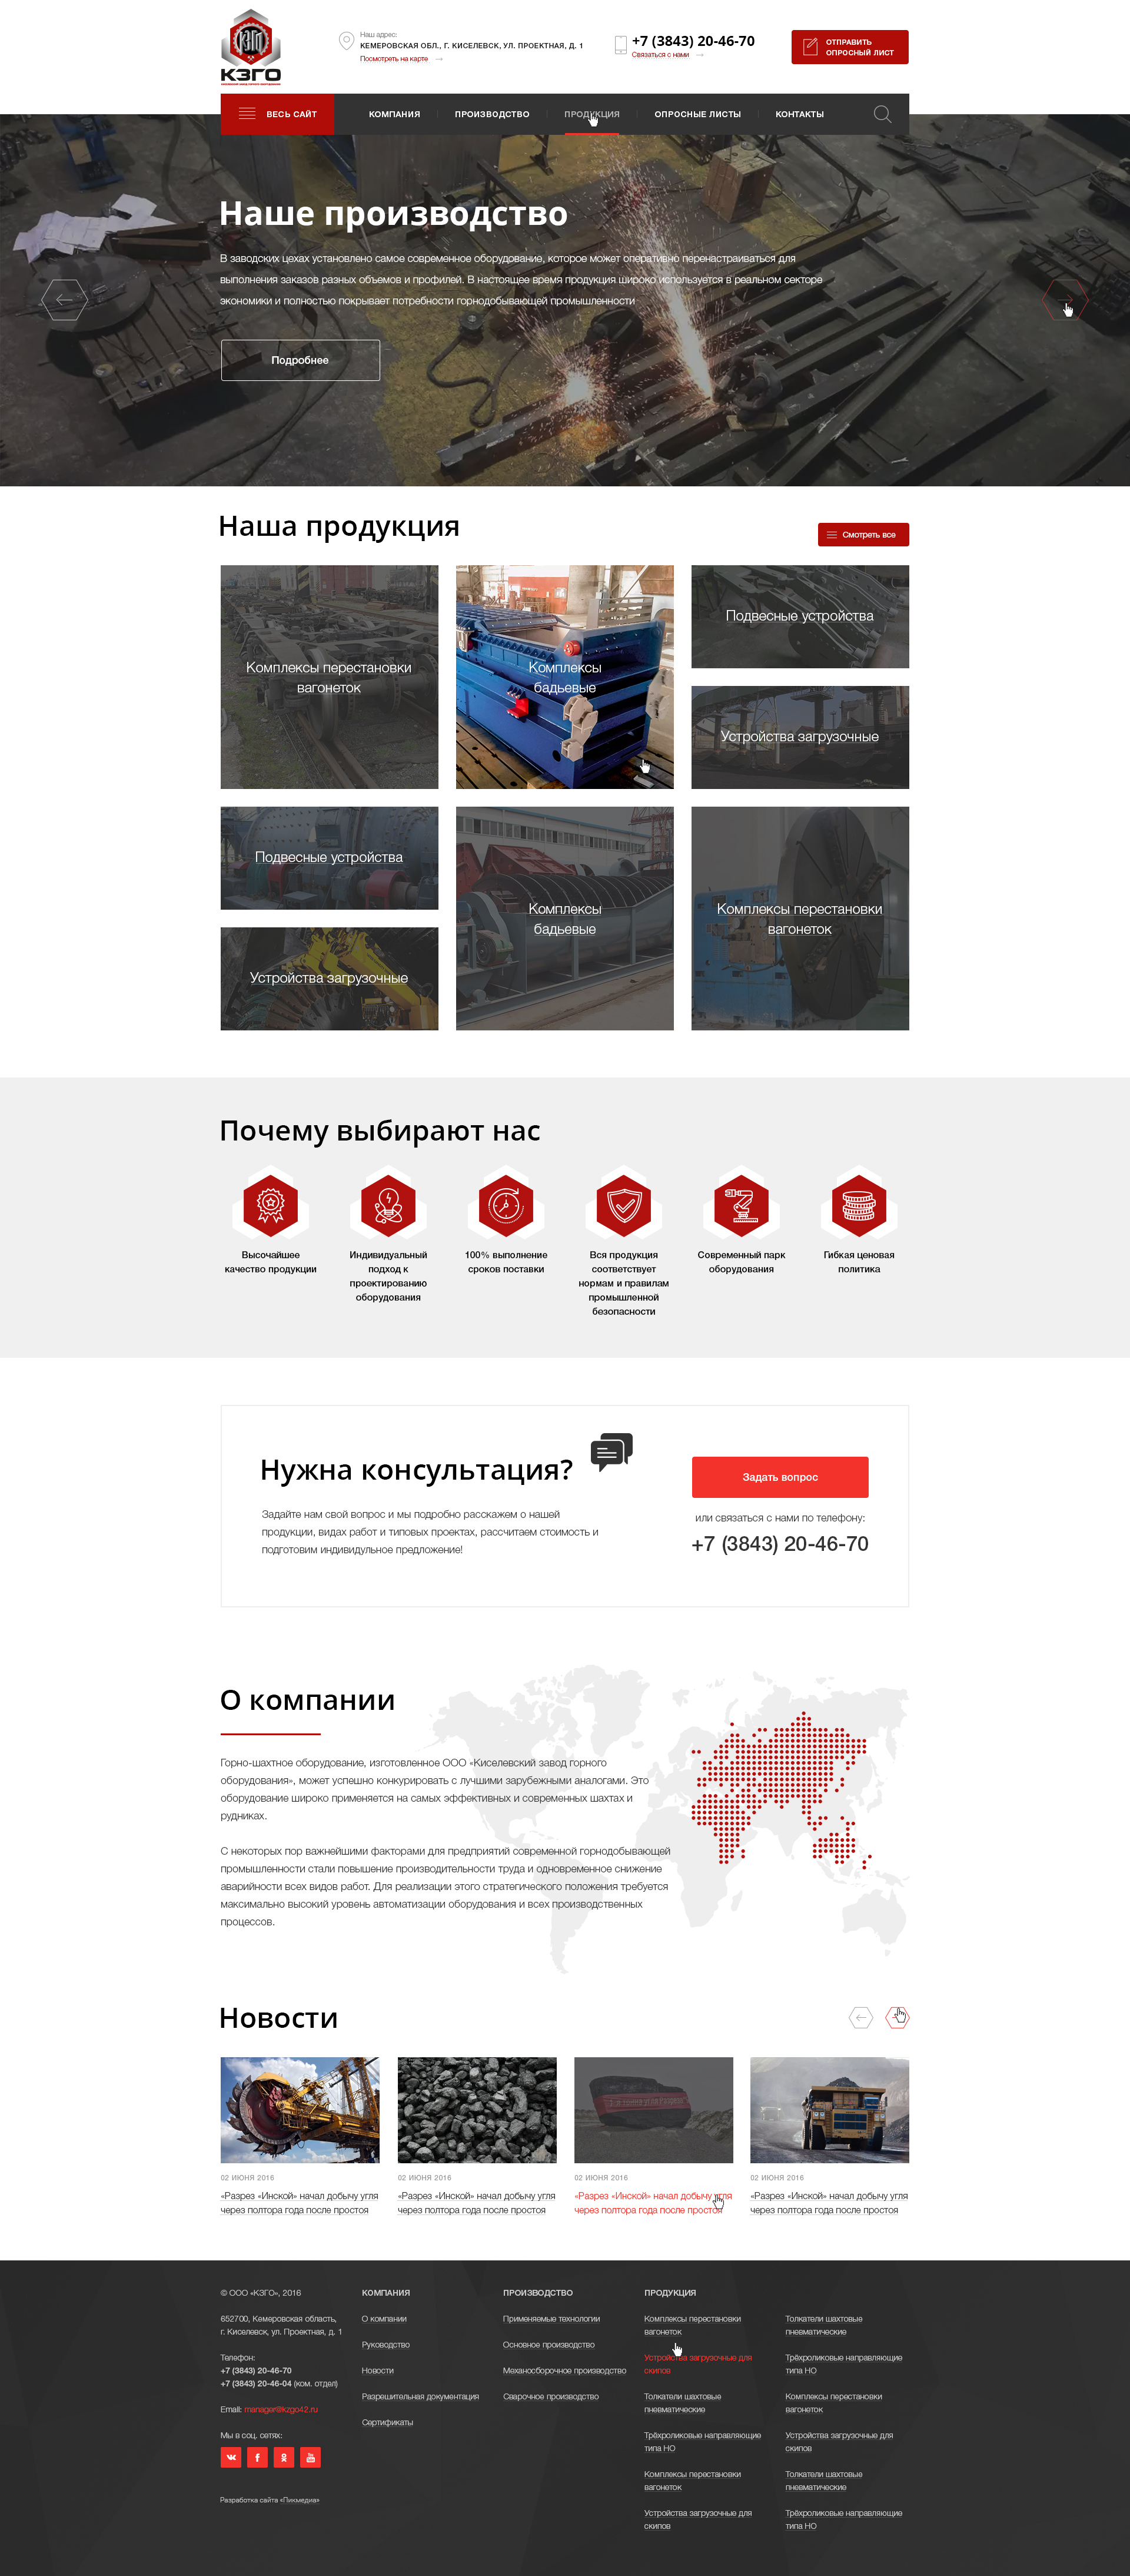 КЗГО
Наш адрес:
КЕМЕРОВСКАЯ ОБЛ., Г. КИСЕЛЕВСК, УЛ. ПРОЕКТНАЯ, Д. 1
Посмотреть на карте
+7 (3843) 20-46-70
Связаться с нами
ОТПРАВИТЬ
ОПРОСНЫЙ ЛИСТ
ВЕСЬ САЙТ
КОМПАНИЯ
ПРОИЗВОДСТВО
ПРОДУКЦИЯ
ОПРОСНЫЕ ЛИСТЫ
КОНТАКТЫ
Наше производство
В заводских цехах установлено самое современное оборудование, которое может оперативно перенастраиваться для
выполнения заказов разных объемов и профилей. В настоящее время продукция широко используется в реальном секторе
экономики и полностью покрывает потребности горнодобывающей промышленности
Подробнее
Наша продукция
Смотреть все
Комплексы перестановки
вагонеток
Комплексы
бадьевые
Подвесные устройства
Устройства загрузочные
Подвесные устройства
Устройства загрузочные
Комплексы
бадьевые
Комплексы перестановки
вагонеток
Почему выбирают нас
Высочайшее
качество продукции
Индивидуальный
подход к
проектированию
оборудования
100% выполнение
сроков поставки
Вся продукция
соответствует
нормам и правилам
промышленной
безопасности
Современный парк
оборудования
Гибкая ценовая
политика
Нужна консультация?
Задайте нам свой вопрос и мы подробно расскажем о нашей
продукции, видах работ и типовых проектах, рассчитаем стоимость и
подготовим индивидульное предложение!
Задать вопрос
или связаться с нами по телефону:
+7 (3843) 20-46-70
О компании
Горно-шахтное оборудование, изготовленное ООО «Киселевский завод горного
оборудования», может успешно конкурировать с лучшими зарубежными аналогами. Это
оборудование широко применяется на самых эффективных и современных шахтах и
рудниках.
С некоторых пор важнейшими факторами для предприятий современной горнодобывающей
промышленности стали повышение производительности труда и одновременное снижение
аварийности всех видов работ. Для реализации этого стратегического положения требуется
максимально высокий уровень автоматизации оборудования и всех производственных
процессов.
Новости
02 ИЮНЯ 2016
«Разрез «Инской» начал добычу угля
через полтора года после простоя
02 ИЮНЯ 2016
«Разрез «Инской» начал добычу угля
через полтора года после простоя
02 ИЮНЯ 2016
«Разрез «Инской» начал добычу угля
через полтора года после простоя
02 ИЮНЯ 2016
«Разрез «Инской» начал добычу угля
через полтора года после простоя
© ООО «КЗГО», 2016
652700, Кемеровская область,
г. Киселевск, ул. Проектная, д. 1
Телефон:
+7 (3843) 20-46-70
+7 (3843) 20-46-04 (ком. отдел)
Email: manager@kzgo42.ru
Мы в соц. сетях:
Разработка сайта «Пикмедиа»
КОМПАНИЯ
О компании
Руководство
Новости
Разрешительная документация
Сертификаты
ПРОИЗВОДСТВО
Применяемые технологии
Основное производство
Механосборочное производство
Сварочное производство
ПРОДУКЦИЯ
Комплексы перестановки
вагонеток
Устройства загрузочные для
скипов
Толкатели шахтовые
пневматические
Трёхроликовые направляющие
типа НО
Комплексы перестановки
вагонеток
Устройства загрузочные для
скипов
Толкатели шахтовые
пневматические
Трёхроликовые направляющие
типа НО
Комплексы перестановки
вагонеток
Устройства загрузочные для
скипов
Толкатели шахтовые
пневматические
Трёхроликовые направляющие
типа НО